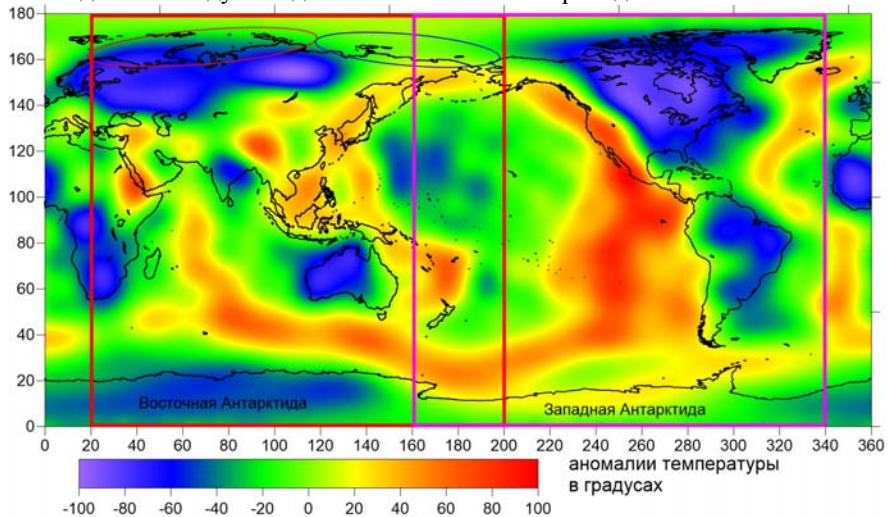 180
160
140
120
100
80
60
40
20
0
Восточная Антарктида
Западная Антарктида
0 20 40 60 80 100 120 140 160 180 200 220 240 260 280 300 320 340 360
аномалии температуры
в градусах
-100 -80 -60 -40 -20 0 20 40 60 80 100